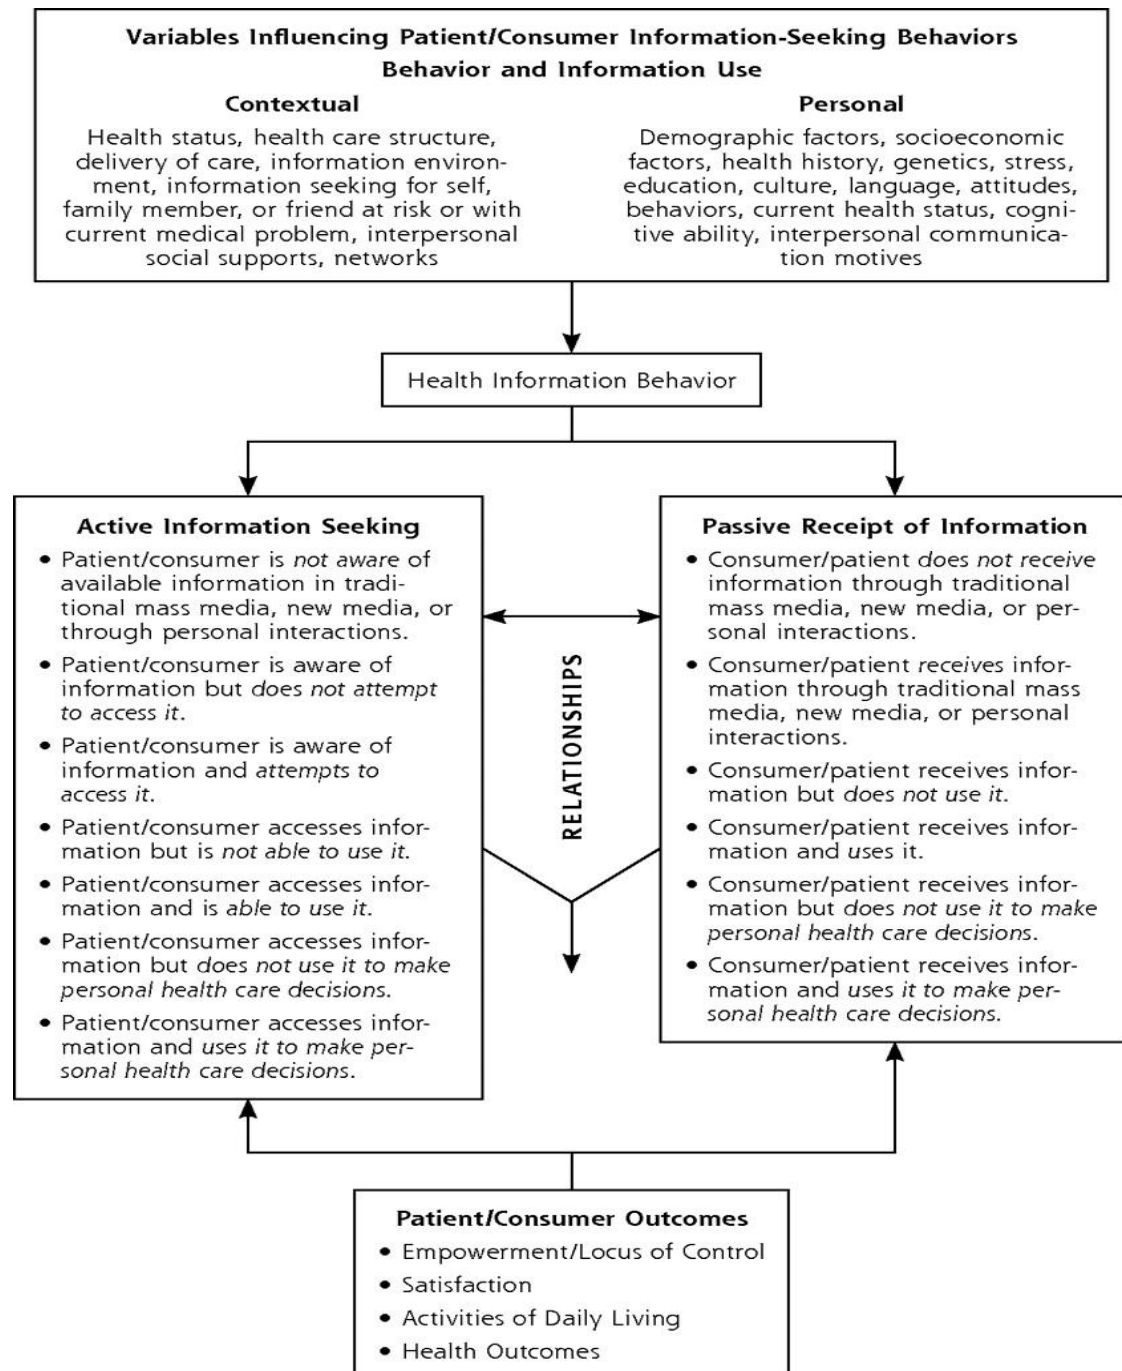 Variables Influencing Patient/Consumer Information-Seeking Behaviors
Behavior and Information Use
Contextual
Health status, health care structure,
delivery of care, information environ-
ment, information seeking for self,
family member, or friend at risk or with
current medical problem, interpersonal
social supports, networks
Personal
Demographic factors, socioeconomic
factors, health history, genetics, stress,
education, culture, language, attitudes,
behaviors, current health status, cogni-
tive ability, interpersonal communica-
tion motives
Health Information Behavior
Active Information Seeking
• Patient/consumer is not aware of
available information in tradi-
tional mass media, new media, or
through personal interactions.
• Patient/consumer is aware of
information but does not attempt
to access it.
• Patient/consumer is aware of
information and attempts to
access it.
• Patient/consumer accesses infor-
mation but is not able to use it.
• Patient/consumer accesses infor-
mation and is able to use it.
• Patient/consumer accesses infor-
mation but does not use it to make
personal health care decisions.
• Patient/consumer accesses infor-
mation and uses it to make per-
sonal health care decisions.
RELATIONSHIPS
Passive Receipt of Information
• Consumer/patient does not receive
information through traditional
mass media, new media, or per-
sonal interactions.
• Consumer/patient receives infor-
mation through traditional mass
media, new media, or personal
interactions.
• Consumer/patient receives infor-
mation but does not use it.
• Consumer/patient receives infor-
mation and uses it.
• Consumer/patient receives infor-
mation but does not use it to make
personal health care decisions.
• Consumer/patient receives infor-
mation and uses it to make per-
sonal health care decisions.
Patient/Consumer Outcomes
• Empowerment/Locus of Control
• Satisfaction
• Activities of Daily Living
• Health Outcomes